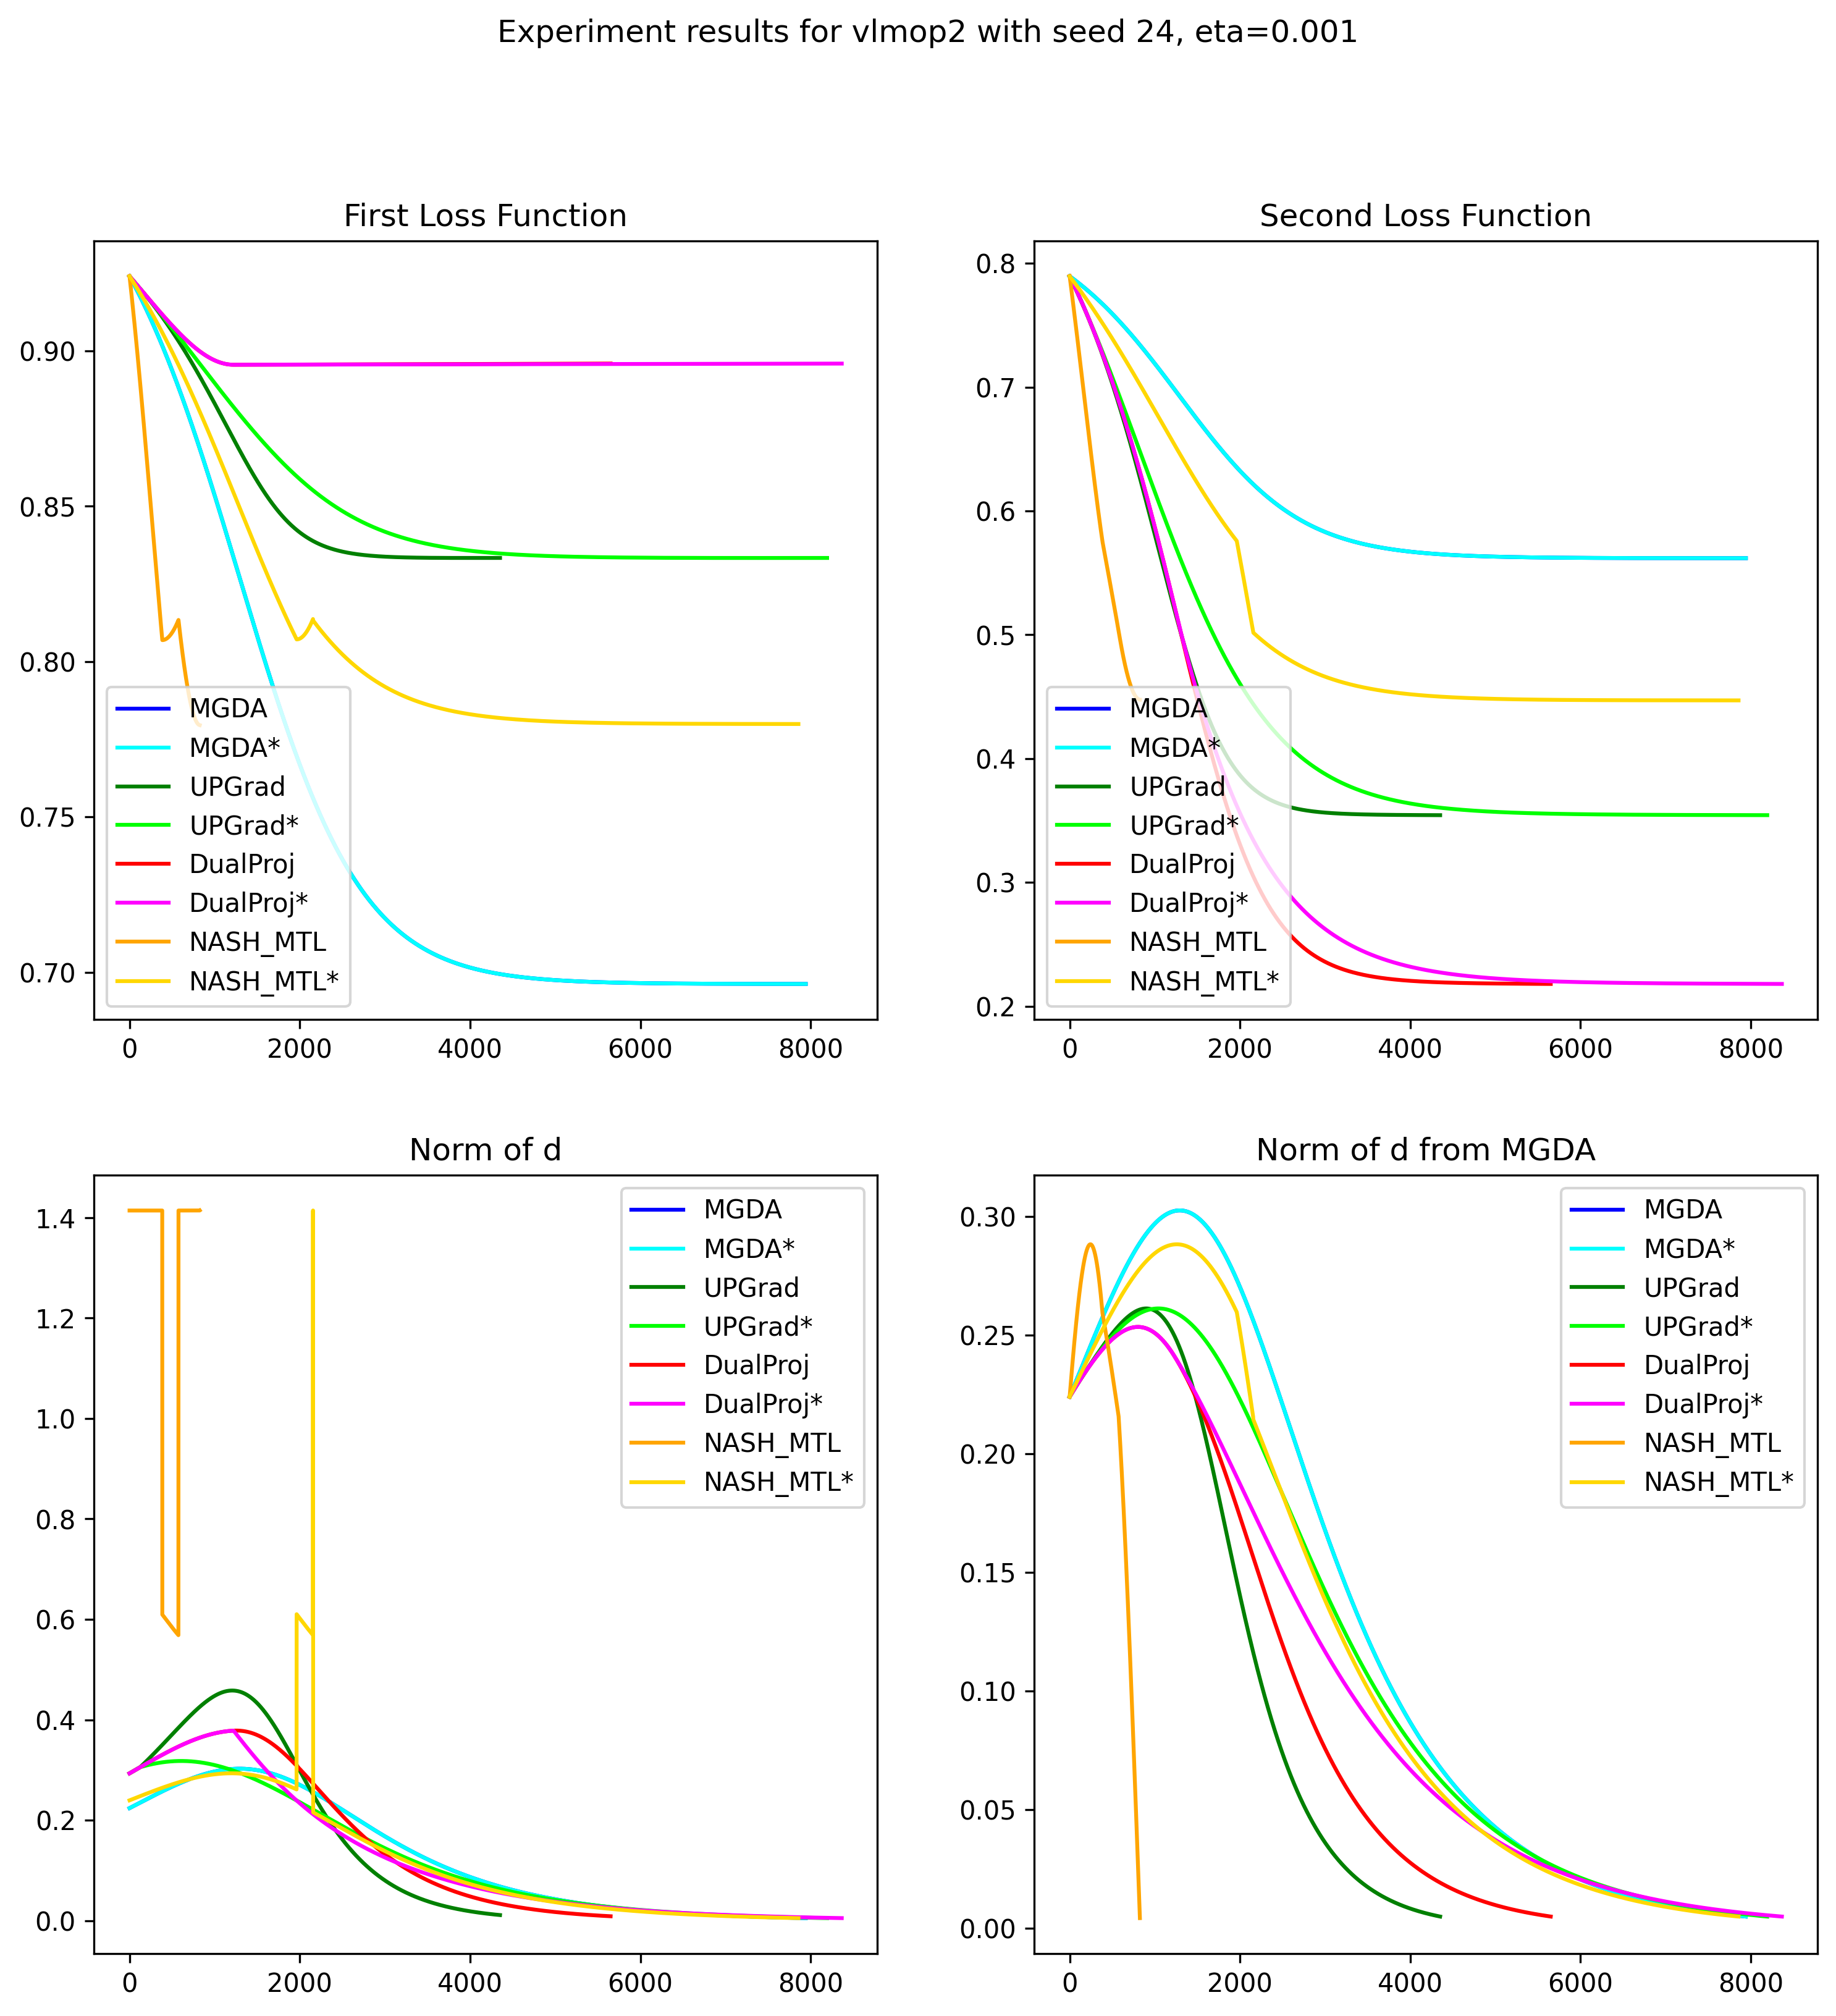 Experiment results for vlmop2 with seed 24, eta=0.001
First Loss Function
0.90
0.85
0.80
0.75
0.70
0
2000
4000
6000
8000
MGDA
MGDA*
UPGrad
UPGrad*
DualProj
DualProj*
NASH_MTL
NASH_MTL*
Second Loss Function
0.8
0.7
0.6
0.5
0.4
0.3
0.2
0
2000
4000
6000
8000
MGDA
MGDA*
UPGrad
UPGrad*
DualProj
DualProj*
NASH_MTL
NASH_MTL*
Norm of d
1.4
1.2
1.0
0.8
0.6
0.4
0.2
0.0
0
2000
4000
6000
8000
MGDA
MGDA*
UPGrad
UPGrad*
DualProj
DualProj*
NASH_MTL
NASH_MTL*
Norm of d from MGDA
0.30
0.25
0.20
0.15
0.10
0.05
0.00
0
2000
4000
6000
8000
MGDA
MGDA*
UPGrad
UPGrad*
DualProj
DualProj*
NASH_MTL
NASH_MTL*